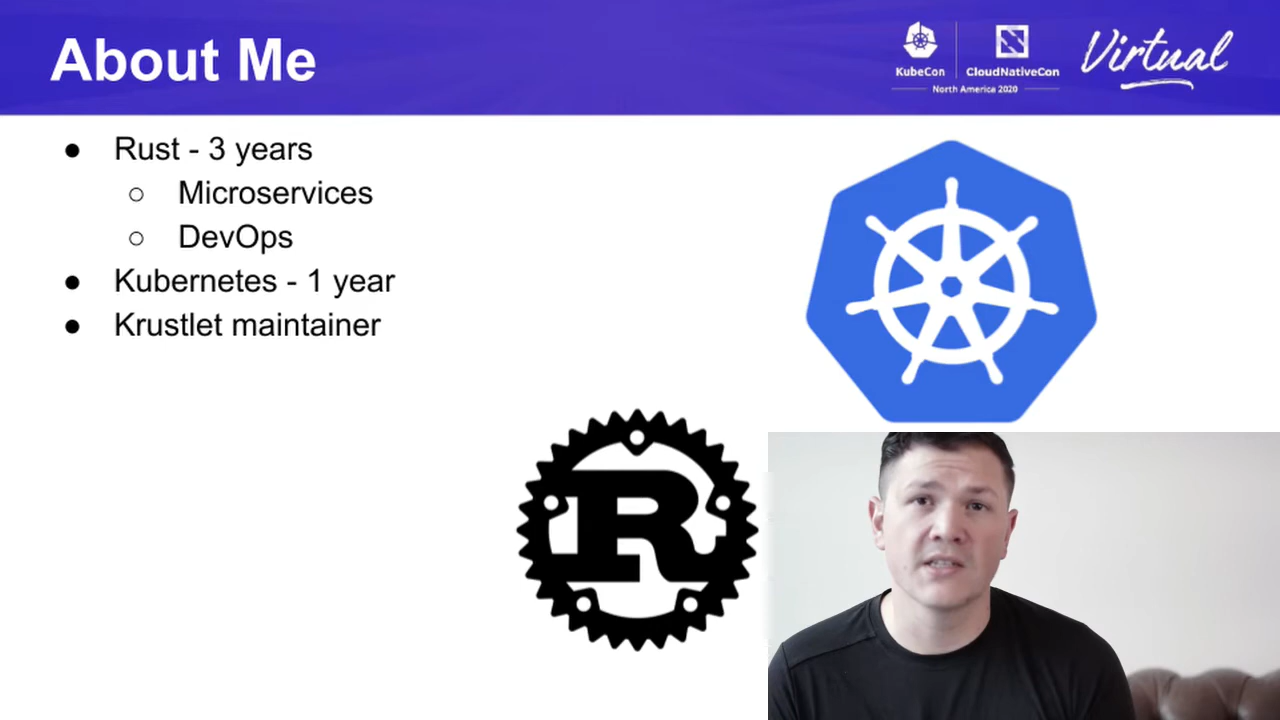 About Me
KubeCon
CloudNativeCon
North America 2020
Virtual
● Rust - 3 years
○ Microservices
○ DevOps
● Kubernetes - 1 year
● Krustlet maintainer
R